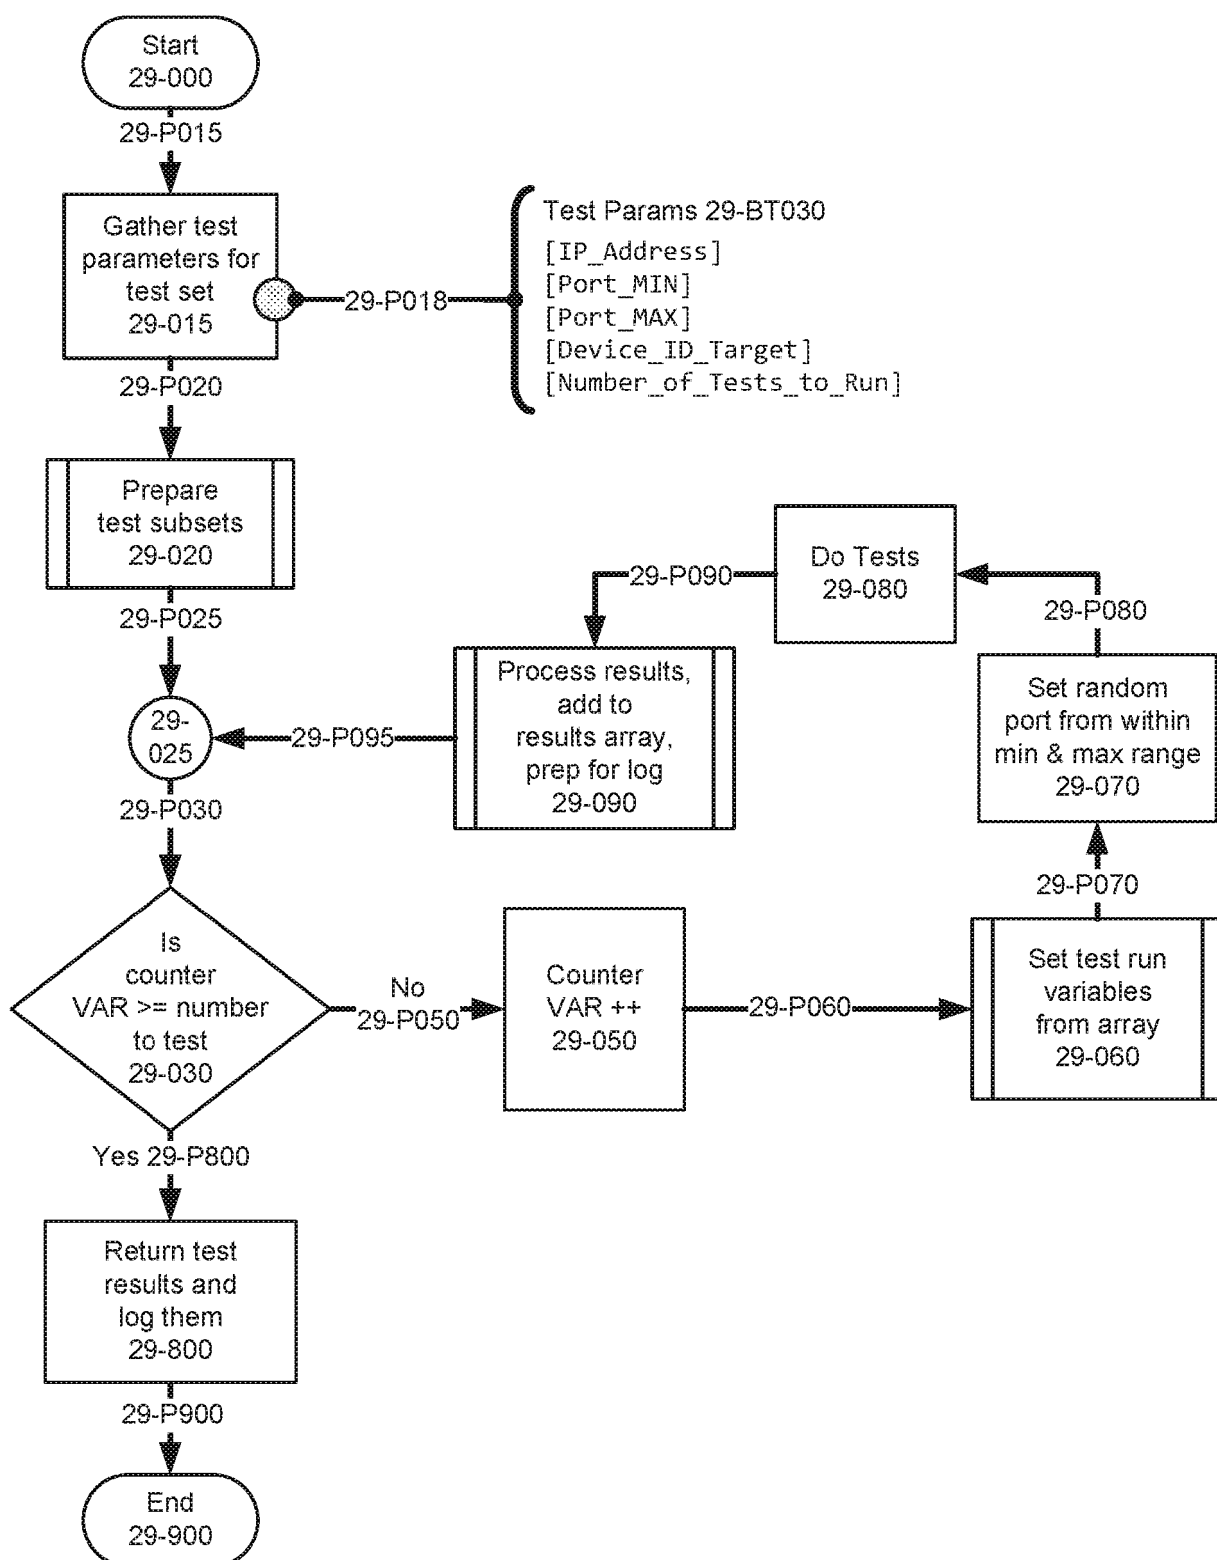 Start
29-000
29-P015
Gather test
parameters for
test set
29-015
29-P018
Test Params 29-BT030
[IP_Address]
[Port_MIN]
[Port_MAX]
[Device_ID_Target]
[Number_of_Tests_to_Run]
29-P020
Prepare
test subsets
29-020
29-P025
29-
025
29-P030
Is
counter
VAR >= number
to test
29-030
No
29-P050
Counter
VAR ++
29-050
29-P060
Set test run
variables
from array
29-060
29-P070
Set random
port from within
min & max range
29-070
29-P080
Do Tests
29-080
29-P090
Process results,
add to
results array,
prep for log
29-090
29-P095
Yes 29-P800
Return test
results and
log them
29-800
29-P900
End
29-900